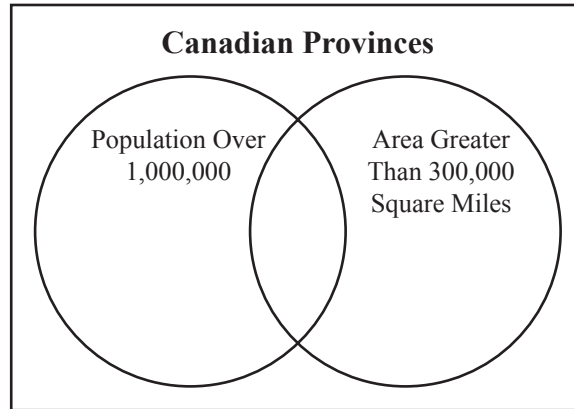 Canadian Provinces
Population Over
1,000,000
Area Greater
Than 300,000
Square Miles